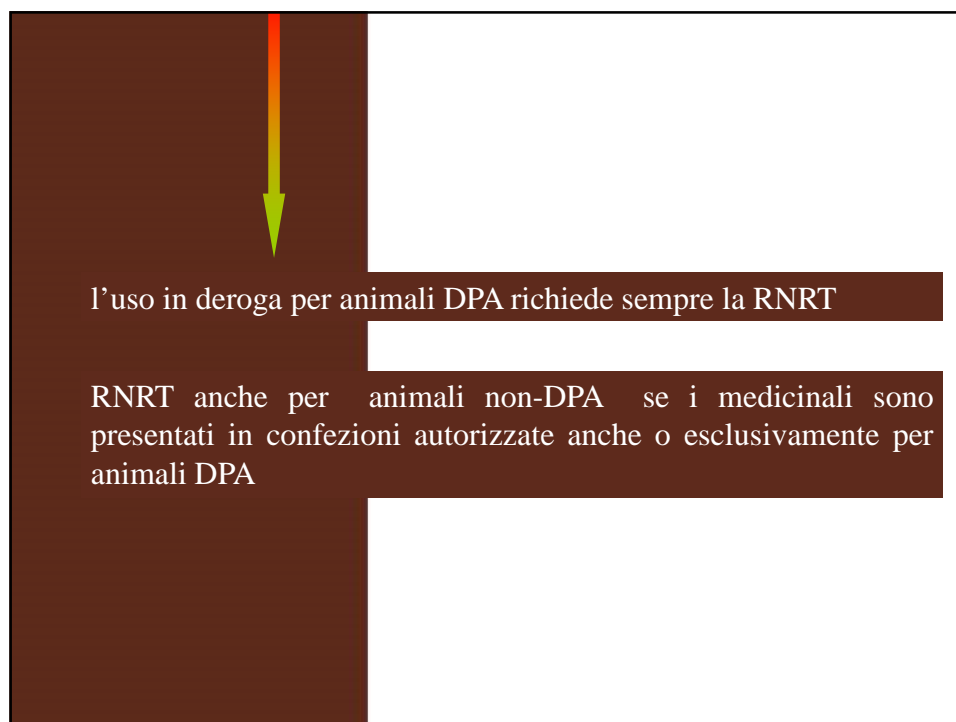 l’uso in deroga per animali DPA richiede sempre la RNRT
RNRT anche per animali non-DPA se i medicinali sono
presentati in confezioni autorizzate anche o esclusivamente per
animali DPA